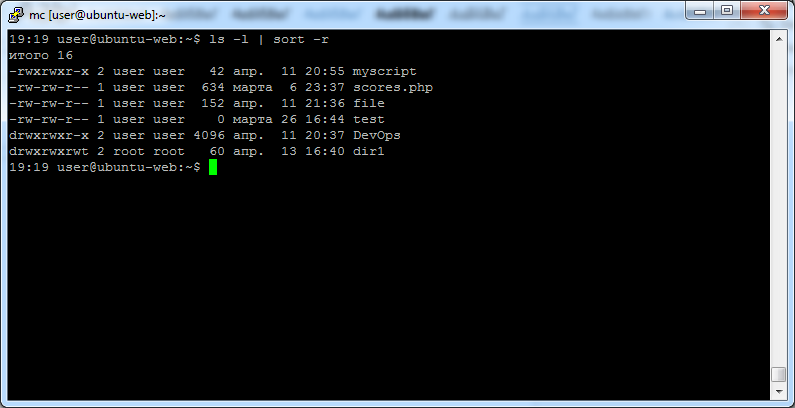 mc [user@ubuntu-web]:~
19:19 user@ubuntu-web:~$ ls -l | sort -r
итого 16
-rwxrwxr-x 2 user user   42 апр.  11 20:55 myscript
-rw-rw-r-- 1 user user  634 марта  6 23:37 scores.php
-rw-rw-r-- 1 user user  152 апр.  11 21:36 file
-rw-rw-r-- 1 user user    0 марта 26 16:44 test
drwxrwxr-x 2 user user 4096 апр.  11 20:37 DevOps
drwxrwxrwt 2 root root   60 апр.  13 16:40 dir1
19:19 user@ubuntu-web:~$